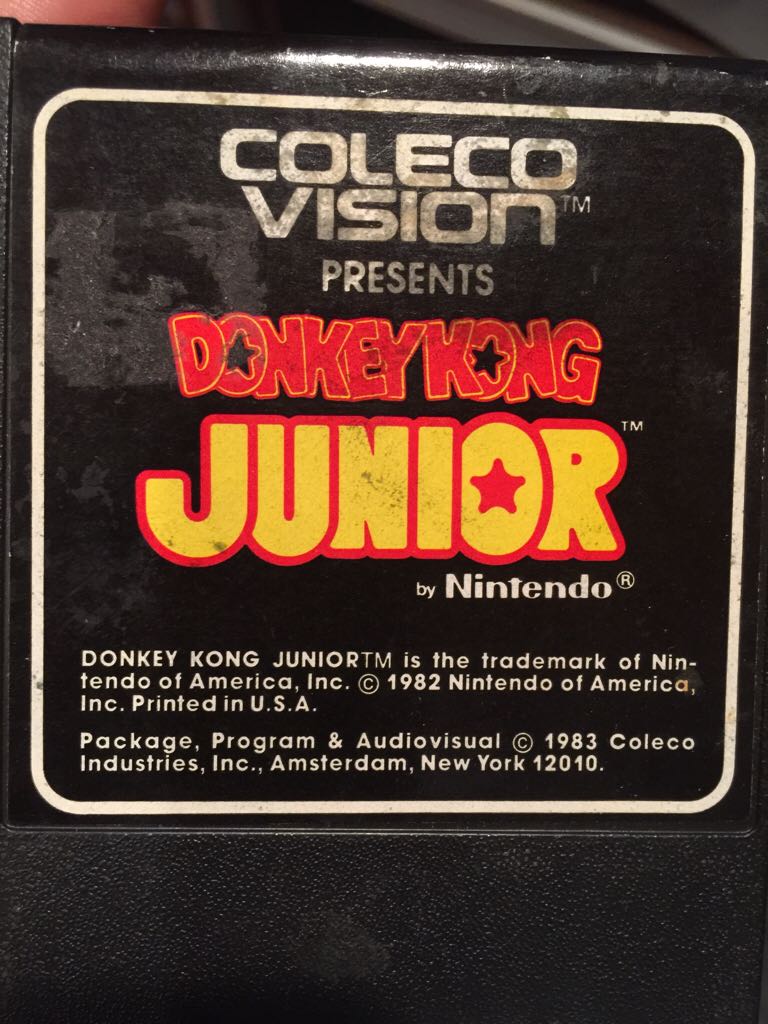 COLECO
VISION™
PRESENTS
DONKEY KONG
JUNIOR™
by Nintendo®
DONKEY KONG JUNIORTM is the trademark of Nin-
tendo of America, Inc. © 1982 Nintendo of America,
Inc. Printed in U.S.A.
Package, Program & Audiovisual © 1983 Coleco
Industries, Inc., Amsterdam, New York 12010.